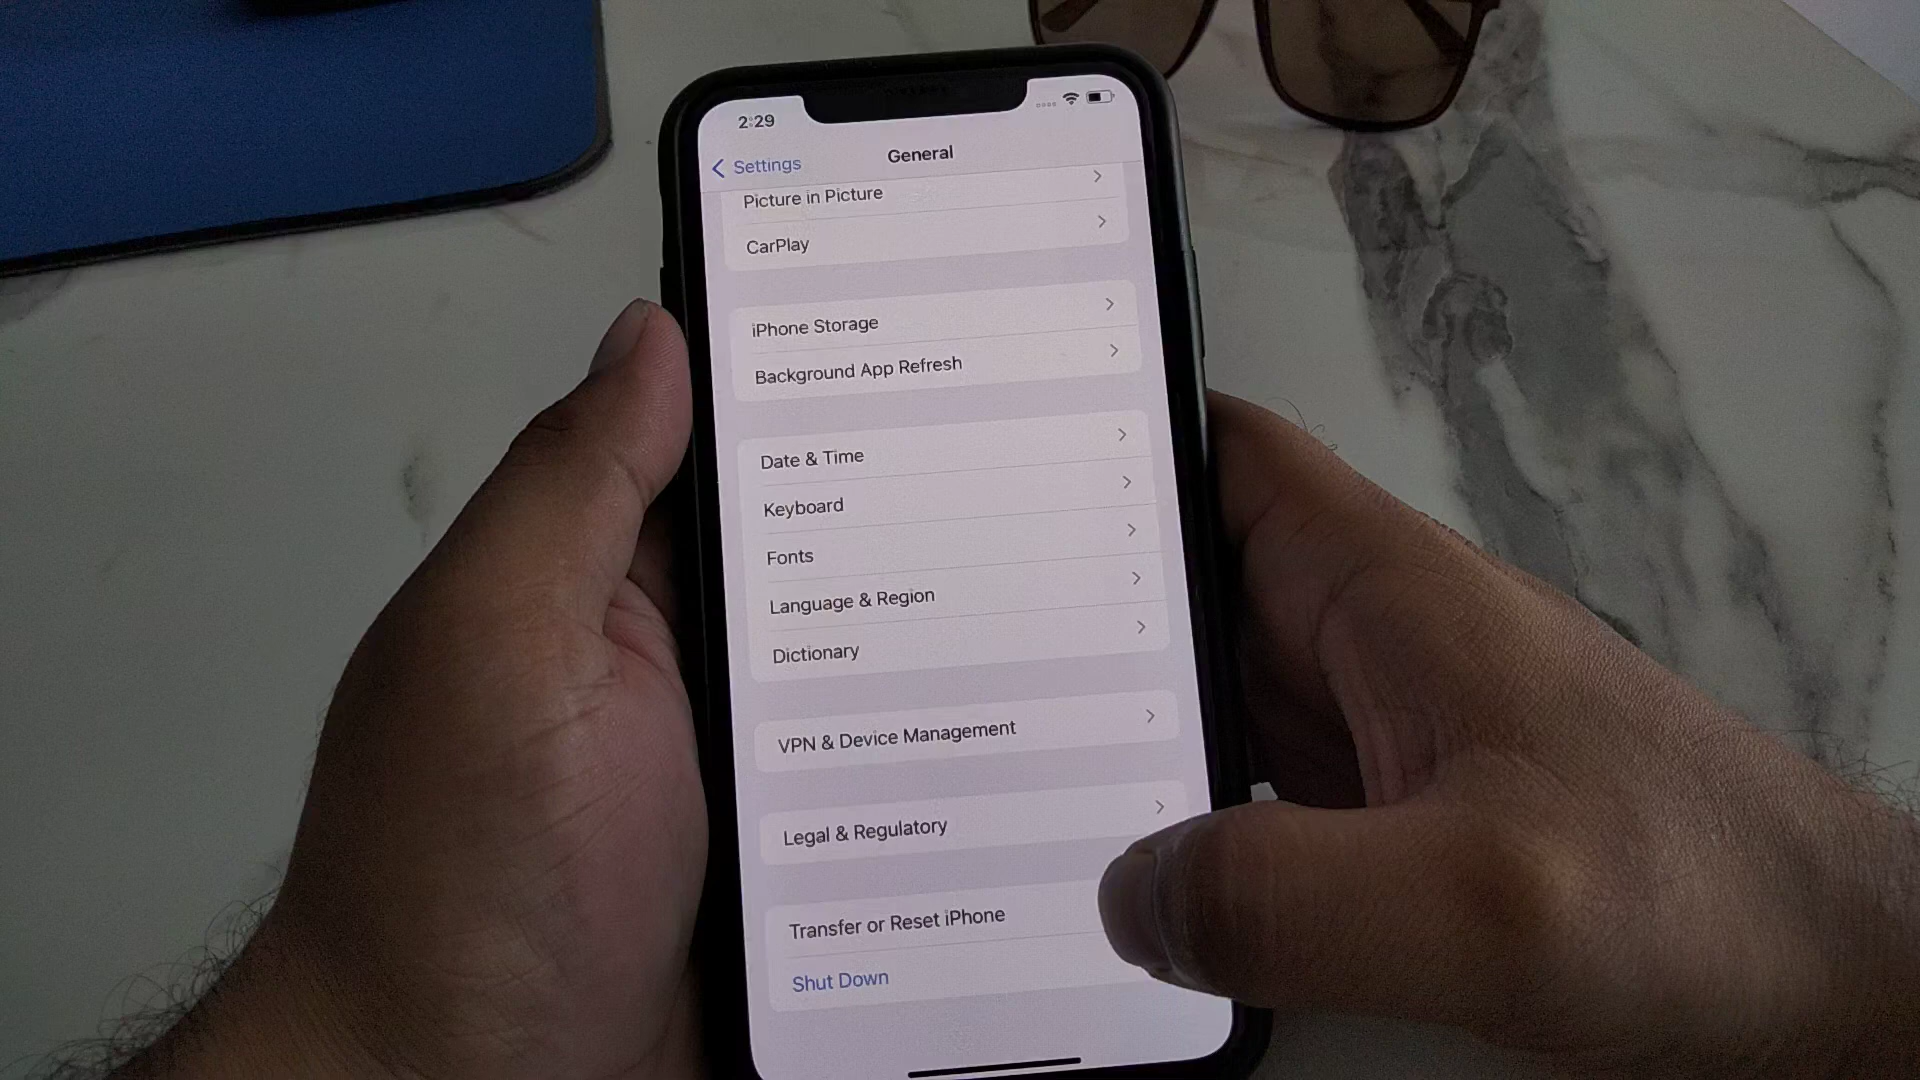 2:29
Settings
General
Picture in Picture
CarPlay
iPhone Storage
Background App Refresh
Date & Time
Keyboard
Fonts
Language & Region
Dictionary
VPN & Device Management
Legal & Regulatory
Transfer or Reset iPhone
Shut Down